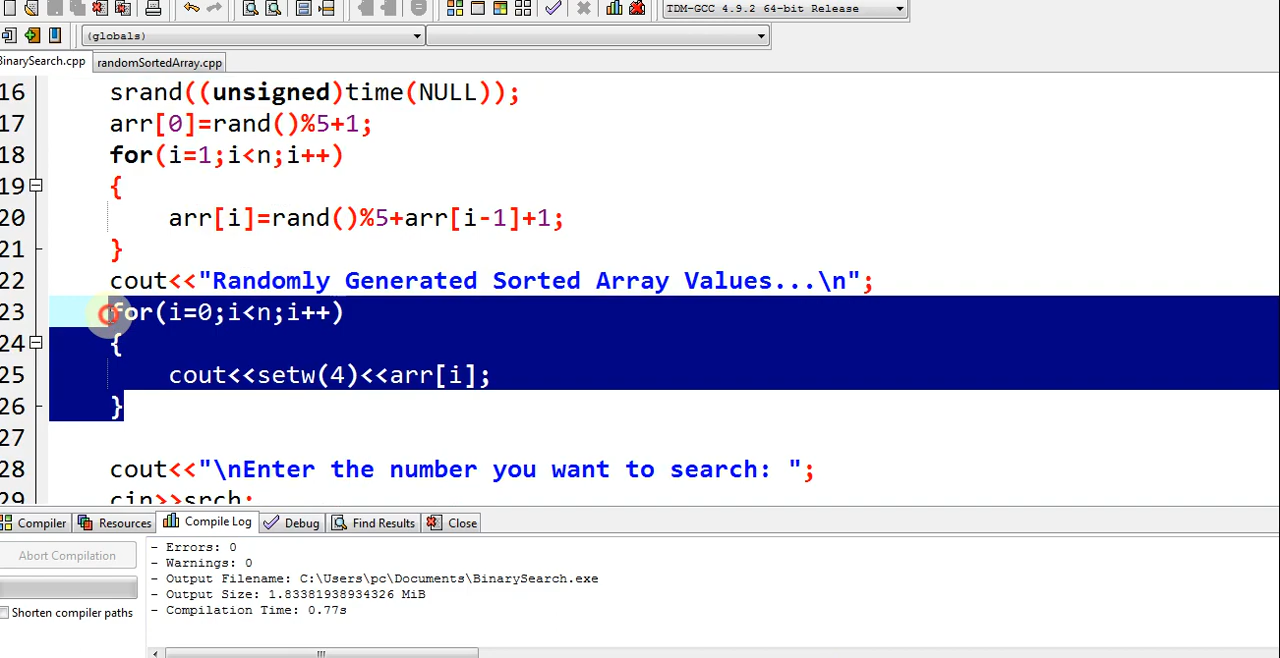 TDM-GCC 4.9.2 64-bit Release
(globals)
BinarySearch.cpp randomSortedArray.cpp
16 srand((unsigned)time(NULL));
17 arr[0]=rand()%5+1;
18 for(i=1;i<n;i++)
19 {
20 arr[i]=rand()%5+arr[i-1]+1;
21 }
22 cout<<"Randomly Generated Sorted Array Values...\n";
23 for(i=0;i<n;i++)
24 {
25 cout<<setw(4)<<arr[i];
26 }
27
28 cout<<"\nEnter the number you want to search: ";
29 cin>>srch;
Compiler Resources Compile Log Debug Find Results Close
Abort Compilation
Shorten compiler paths
- Errors: 0
- Warnings: 0
- Output Filename: C:\Users\pc\Documents\BinarySearch.exe
- Output Size: 1.83381938934326 MiB
- Compilation Time: 0.77s